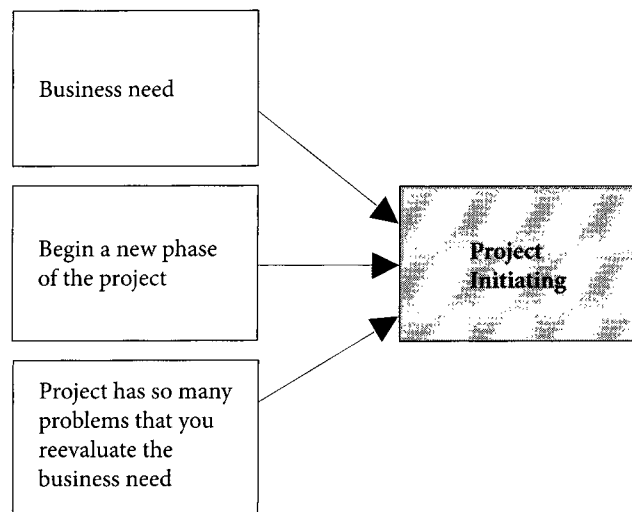 Business need
Begin a new phase
of the project
Project
Initiating
Project has so many
problems that you
reevaluate the
business need